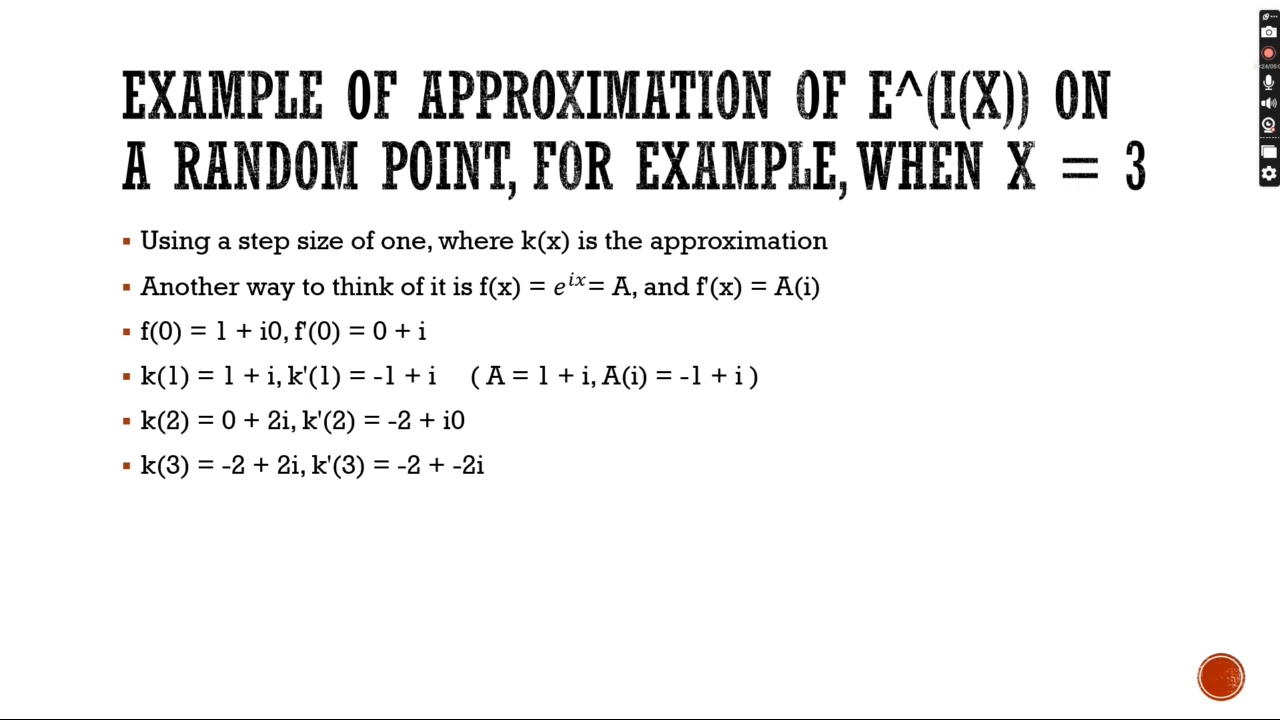 EXAMPLE OF APPROXIMATION OF E^(I(X)) ON
A RANDOM POINT, FOR EXAMPLE, WHEN X = 3
▪ Using a step size of one, where k(x) is the approximation
▪ Another way to think of it is f(x) = e^{ix} = A, and f'(x) = A(i)
▪ f(0) = 1 + i0, f'(0) = 0 + i
▪ k(1) = 1 + i, k'(1) = -1 + i ( A = 1 + i, A(i) = -1 + i )
▪ k(2) = 0 + 2i, k'(2) = -2 + i0
▪ k(3) = -2 + 2i, k'(3) = -2 + -2i